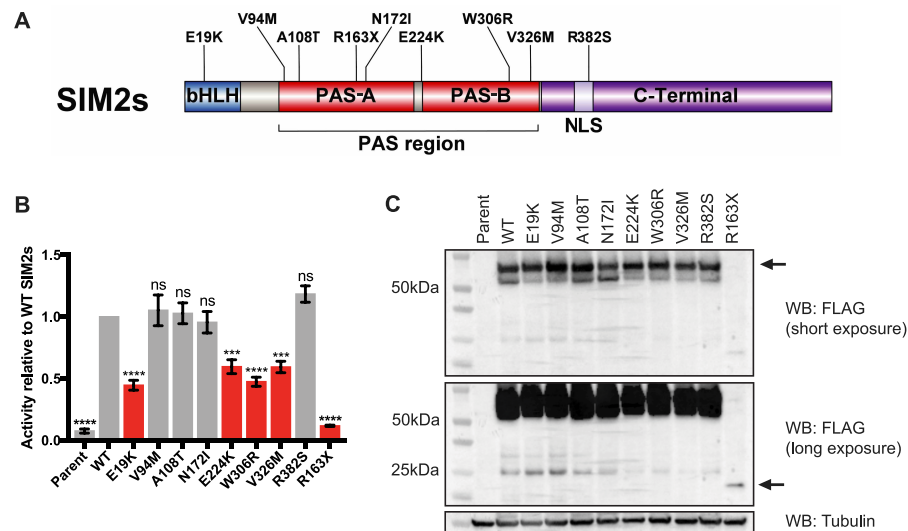 A
V94M
N172I
W306R
E19K
A108T
R163X
E224K
V326M
R382S
SIM2s
bHLH
PAS-A
PAS-B
C-Terminal
NLS
PAS region
B
Activity relative to WT SIM2s
1.5
1.0
0.5
0.0
****
****
ns
ns
ns
***
****
***
ns
****
Parent
WT
E19K
V94M
A108T
N172I
E224K
W306R
V326M
R382S
R163X
C
Parent
WT
E19K
V94M
A108T
N172I
E224K
W306R
V326M
R382S
R163X
50kDa
WB: FLAG
(short exposure)
50kDa
25kDa
WB: FLAG
(long exposure)
WB: Tubulin